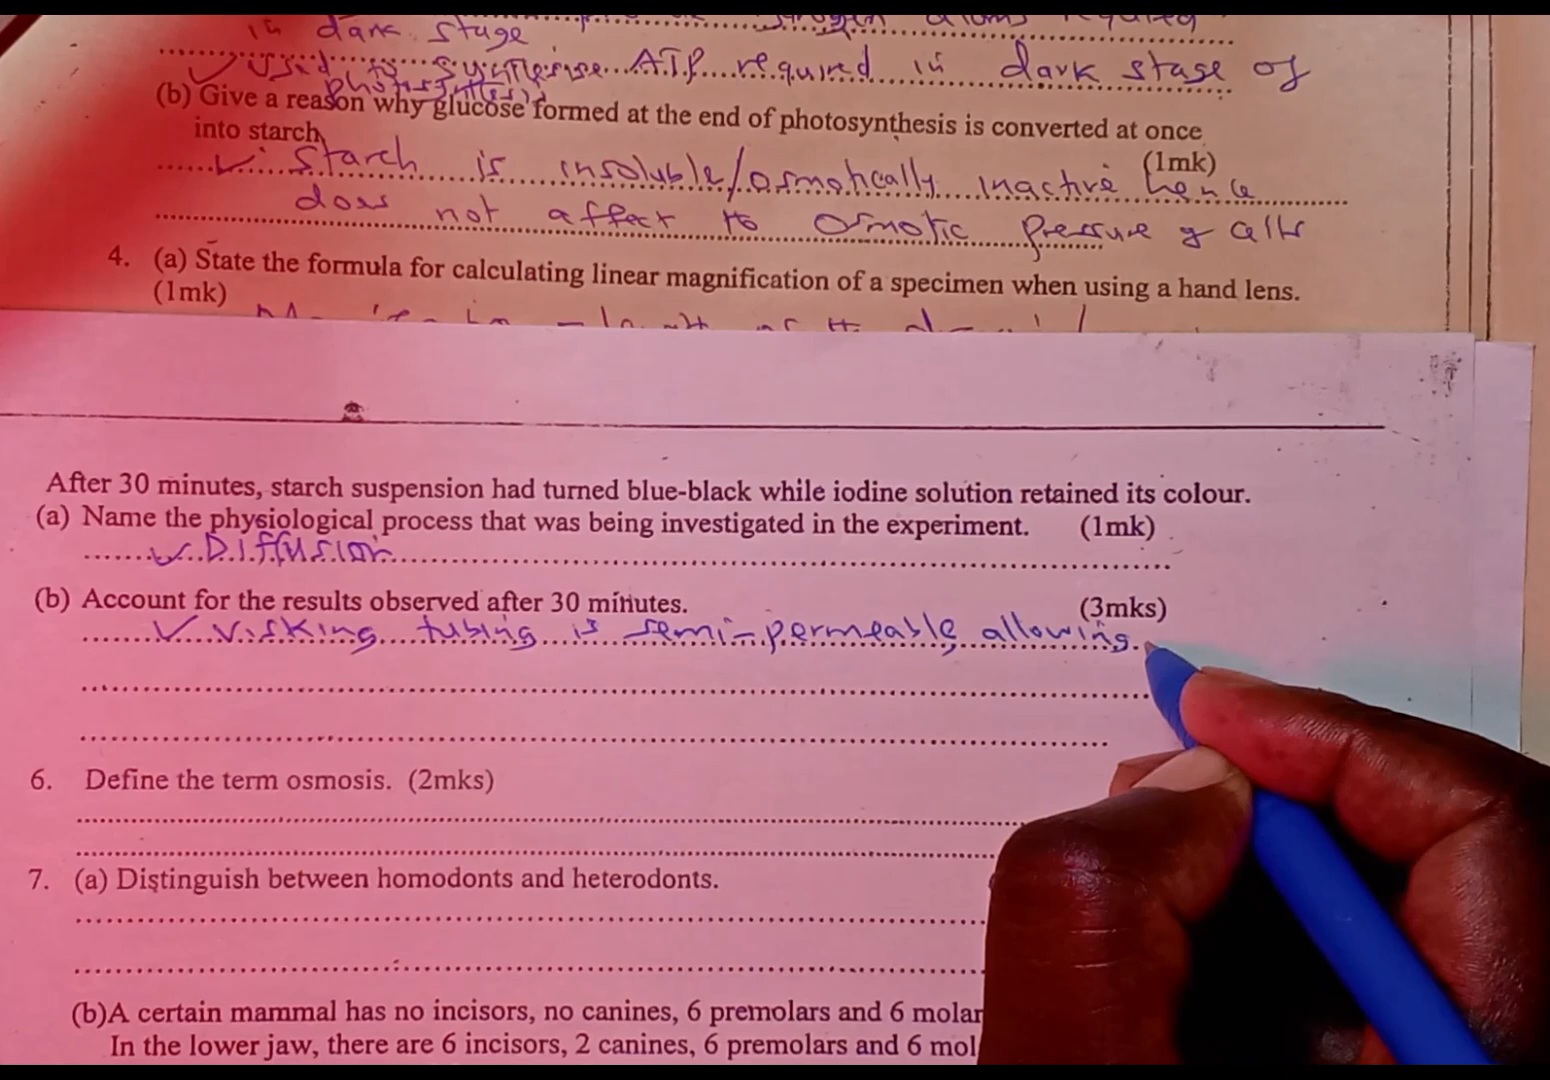 in dark stage
used to synthesise ATP required in dark stage of
photosynthesis
(b) Give a reason why glucose formed at the end of photosynthesis is converted at once
into starch (1mk)
Starch is insoluble/osmotically inactive hence
does not affect to osmotic pressure of cells
4. (a) State the formula for calculating linear magnification of a specimen when using a hand lens.
(1mk)
After 30 minutes, starch suspension had turned blue-black while iodine solution retained its colour.
(a) Name the physiological process that was being investigated in the experiment. (1mk)
Diffusion
(b) Account for the results observed after 30 minutes. (3mks)
Visking tubing is semi-permeable, allowing
6. Define the term osmosis. (2mks)
7. (a) Distinguish between homodonts and heterodonts.
(b)A certain mammal has no incisors, no canines, 6 premolars and 6 molar
In the lower jaw, there are 6 incisors, 2 canines, 6 premolars and 6 mol